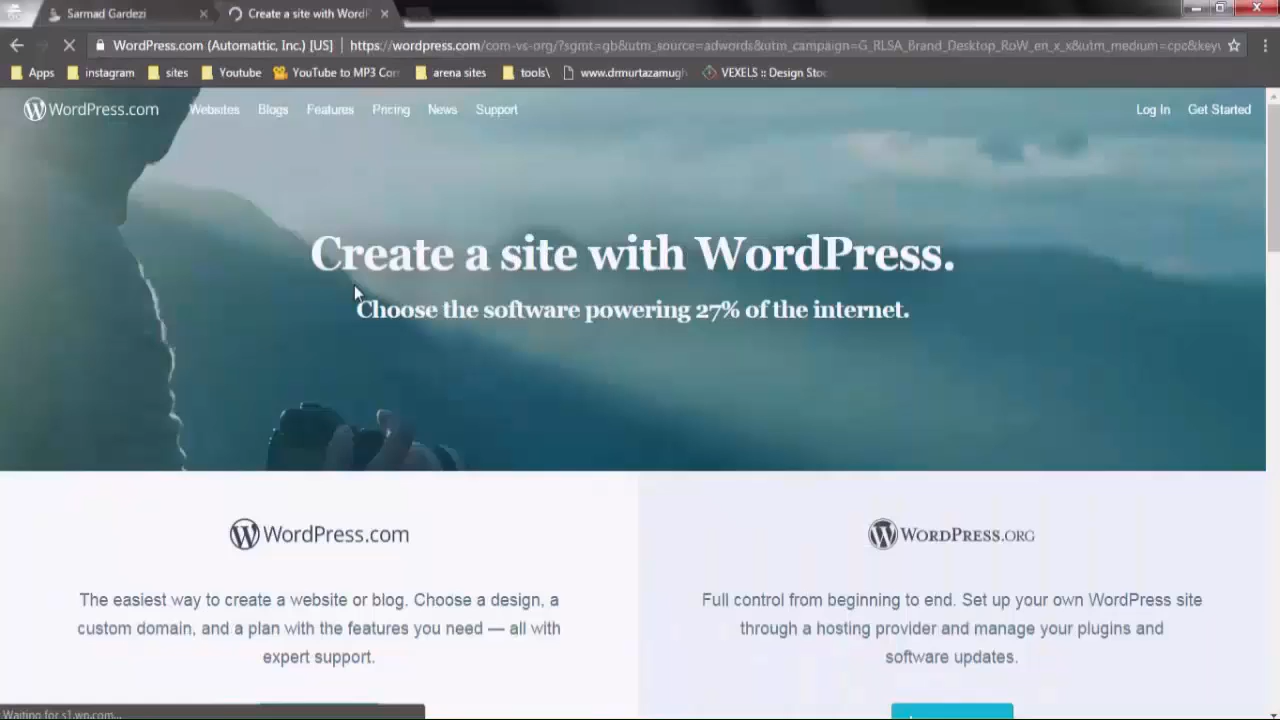 Sarmad Gardezi
Create a site with WordP
WordPress.com (Automattic, Inc.) [US]
https://wordpress.com/com-vs-org/?sgmt=gb&utm_source=adwords&utm_campaign=G_RLSA_Brand_Desktop_RoW_en_x_x&utm_medium=cpc&keyw
Apps instagram sites Youtube YouTube to MP3 Con arena sites tools\ www.drmurtazamugh VEXELS :: Design Stoc
WordPress.com Websites Blogs Features Pricing News Support Log In Get Started
Create a site with WordPress.
Choose the software powering 27% of the internet.
WordPress.com
The easiest way to create a website or blog. Choose a design, a
custom domain, and a plan with the features you need — all with
expert support.
WORDPRESS.ORG
Full control from beginning to end. Set up your own WordPress site
through a hosting provider and manage your plugins and
software updates.
Waiting for s1.wp.com...